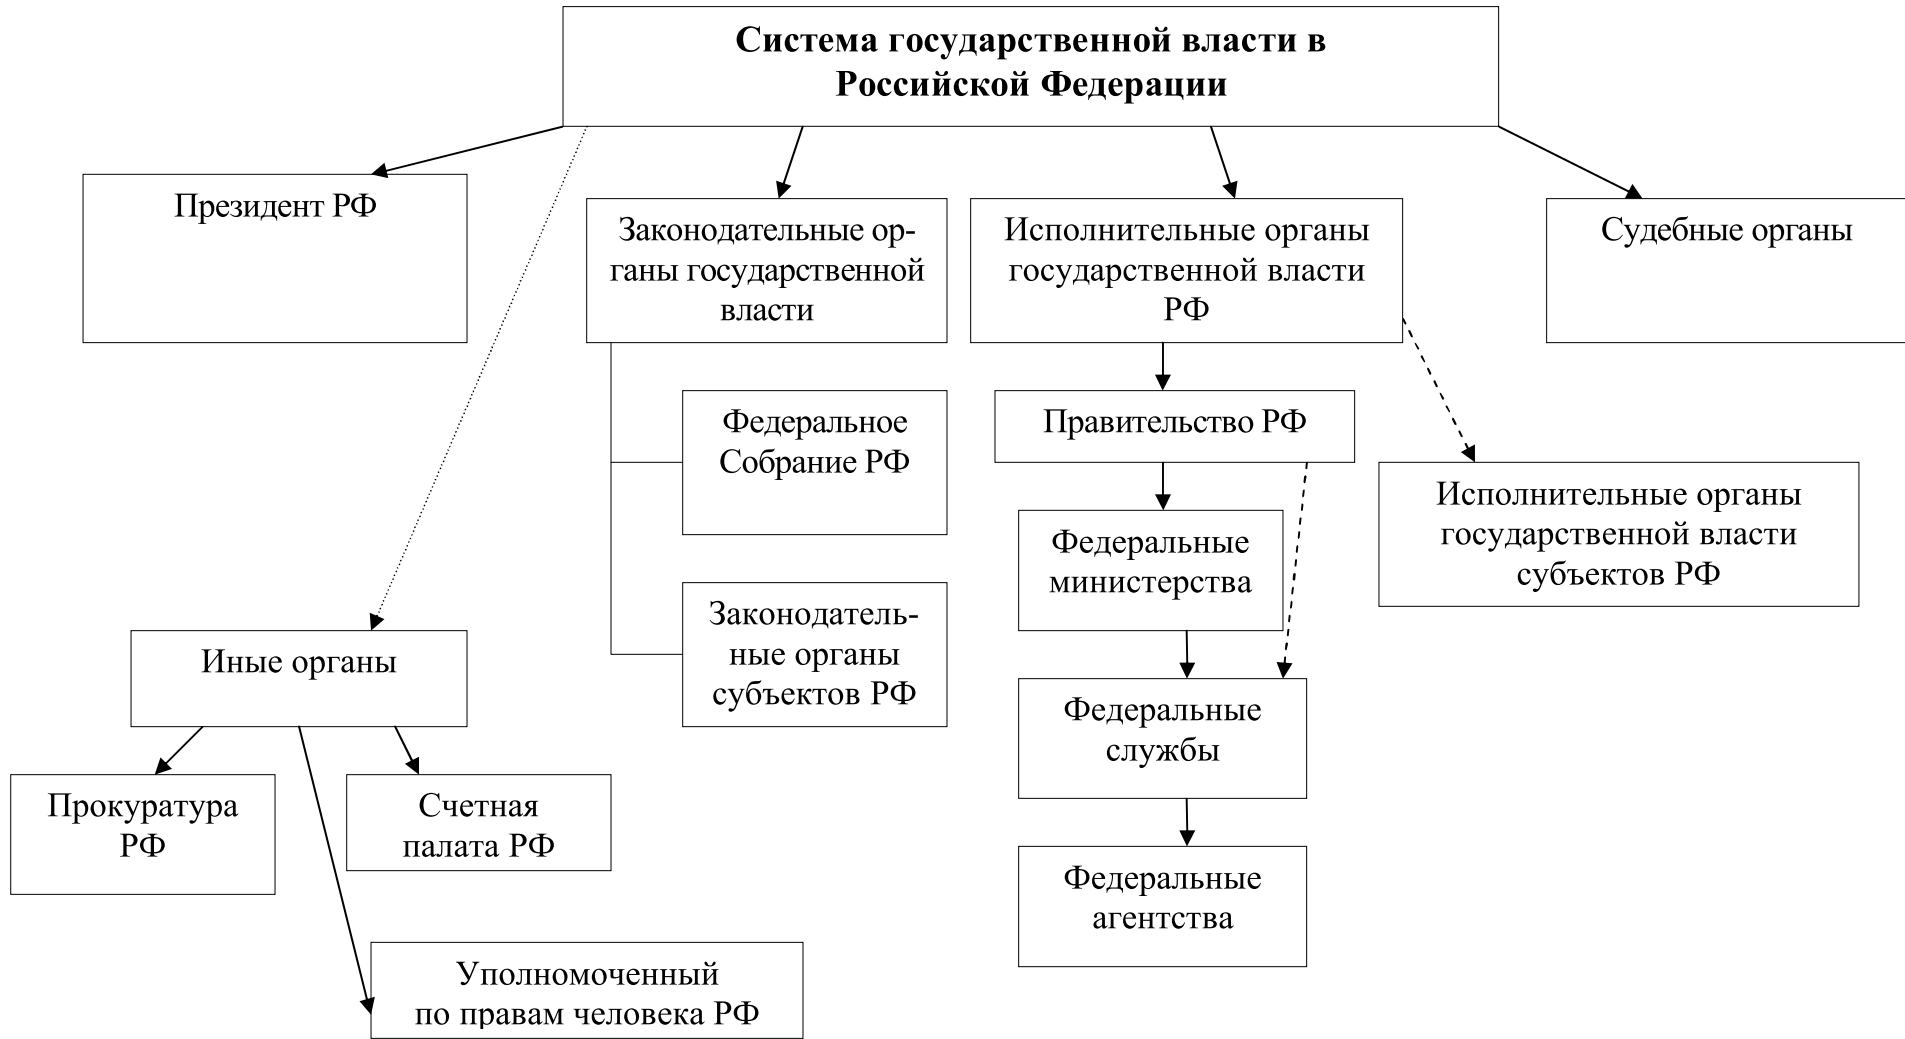 Система государственной власти в
Российской Федерации
Президент РФ
Законодательные ор-
ганы государственной
власти
Исполнительные органы
государственной власти
РФ
Судебные органы
Федеральное
Собрание РФ
Правительство РФ
Исполнительные органы
государственной власти
субъектов РФ
Федеральные
министерства
Законодатель-
ные органы
субъектов РФ
Иные органы
Федеральные
службы
Прокуратура
РФ
Счетная
палата РФ
Федеральные
агентства
Уполномоченный
по правам человека РФ